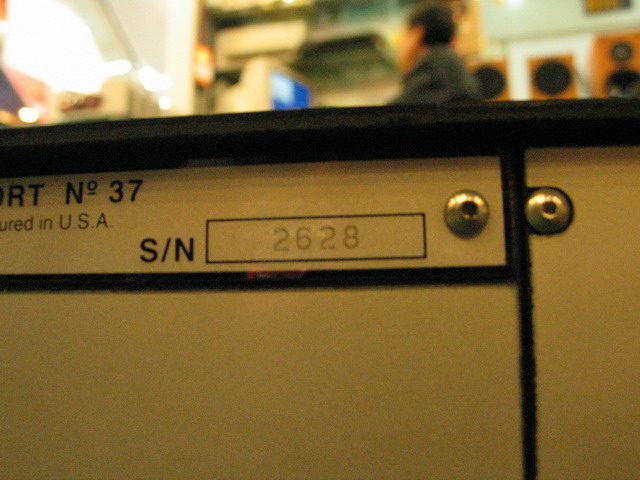 ORT Nº 37
ured in U.S.A.
S/N 2628